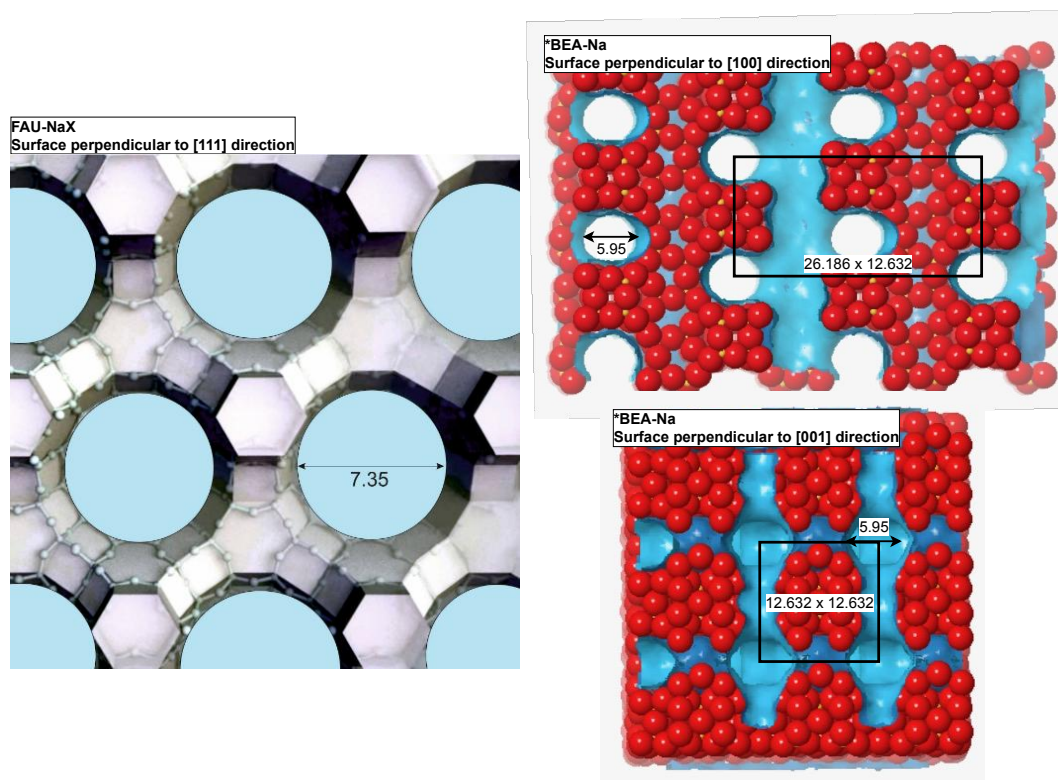 *BEA-Na
Surface perpendicular to [100] direction
FAU-NaX
Surface perpendicular to [111] direction
5.95
26.186 x 12.632
*BEA-Na
Surface perpendicular to [001] direction
7.35
5.95
12.632 x 12.632